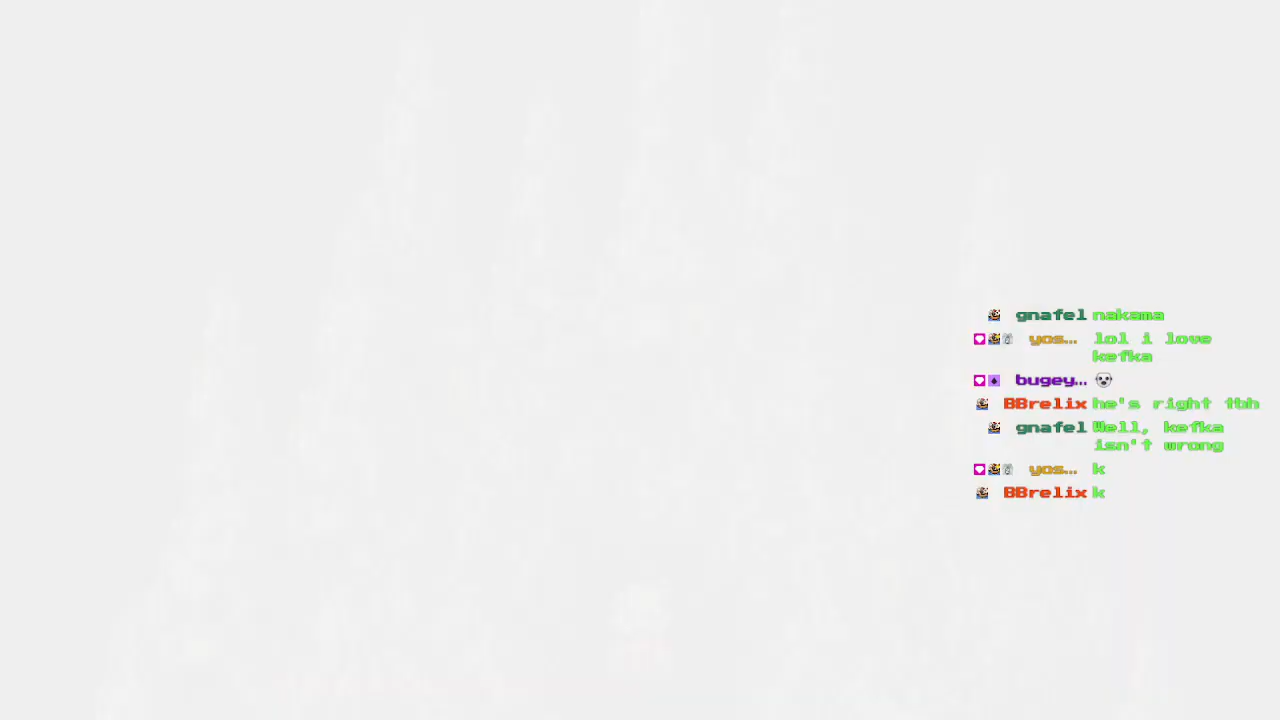 gnafel nakama
yos... lol i love
kefka
bugey...
BBrelix he's right tbh
gnafel Well, kefka
isn't wrong
yos... k
BBrelix k